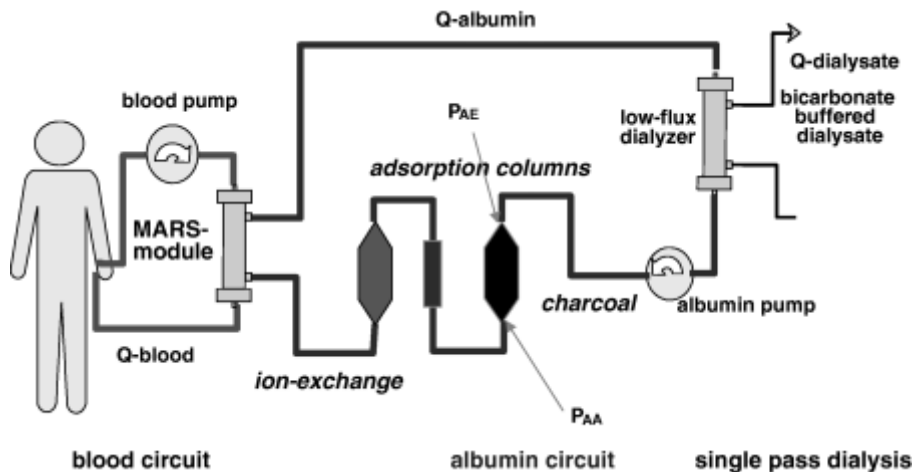 Q-albumin
Q-dialysate
blood pump
bicarbonate
buffered
dialysate
low-flux
dialyzer
PAE
adsorption columns
MARS-
module
charcoal
albumin pump
Q-blood
ion-exchange
PAA
blood circuit
albumin circuit
single pass dialysis